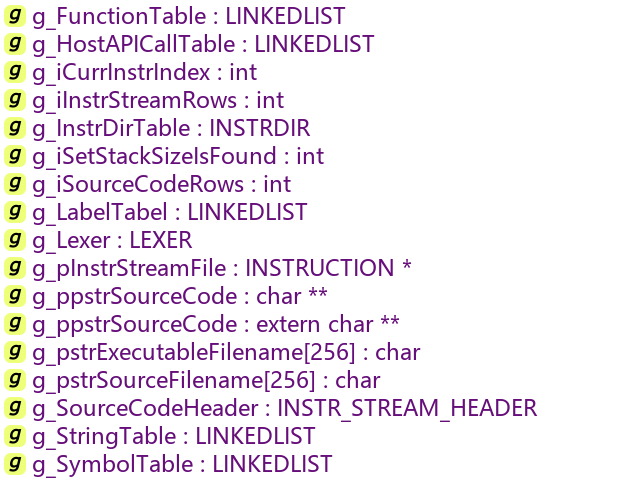 g g_FunctionTable : LINKEDLIST
g g_HostAPICallTable : LINKEDLIST
g g_iCurrInstrIndex : int
g g_iInstrStreamRows : int
g g_InstrDirTable : INSTRDIR
g g_iSetStackSizeIsFound : int
g g_iSourceCodeRows : int
g g_LabelTabel : LINKEDLIST
g g_Lexer : LEXER
g g_pInstrStreamFile : INSTRUCTION *
g g_ppstrSourceCode : char **
g g_ppstrSourceCode : extern char **
g g_pstrExecutableFilename[256] : char
g g_pstrSourceFilename[256] : char
g g_SourceCodeHeader : INSTR_STREAM_HEADER
g g_StringTable : LINKEDLIST
g g_SymbolTable : LINKEDLIST